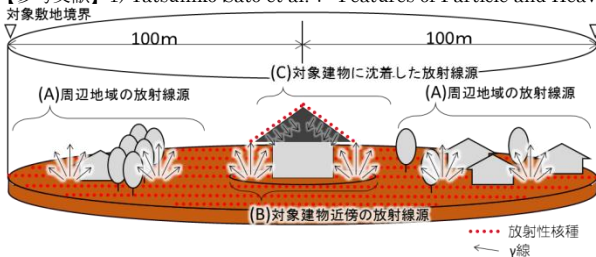 【参考文献】 1) Tatsuhiko Sato et al.: Features of Particle and Heav
対象敷地境界
100m 100m
(C)対象建物に沈着した放射線源
(A)周辺地域の放射線源 (A)周辺地域の放射線源
(B)対象建物近傍の放射線源
放射性核種
γ線